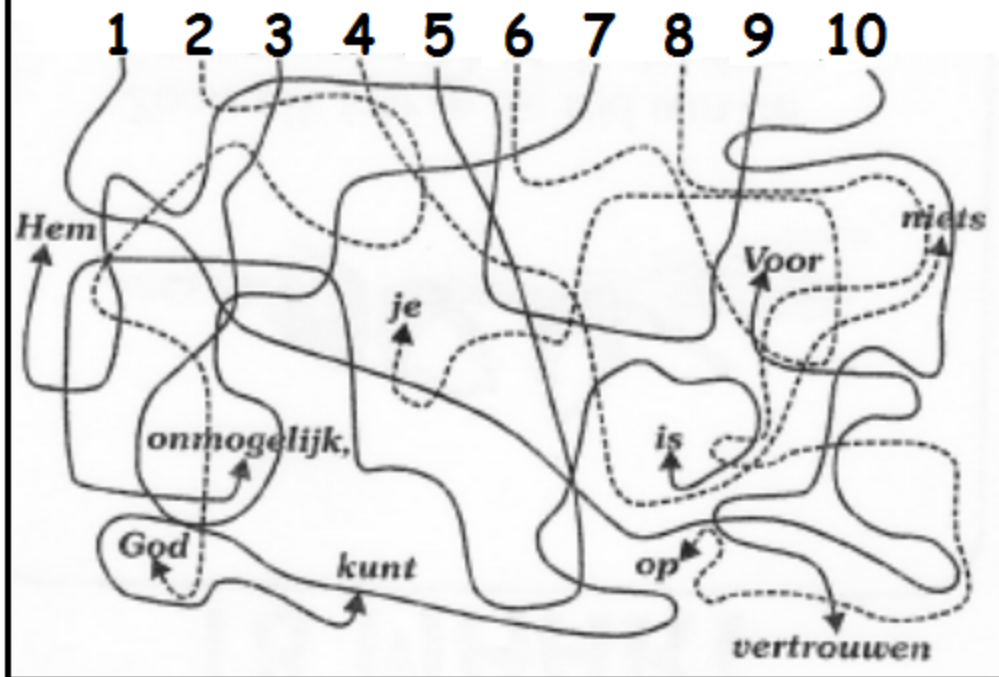 1 2 3 4 5 6 7 8 9 10
niets
Hem
Voor
je
onmogelijk,
is
God
kunt
op
vertrouwen